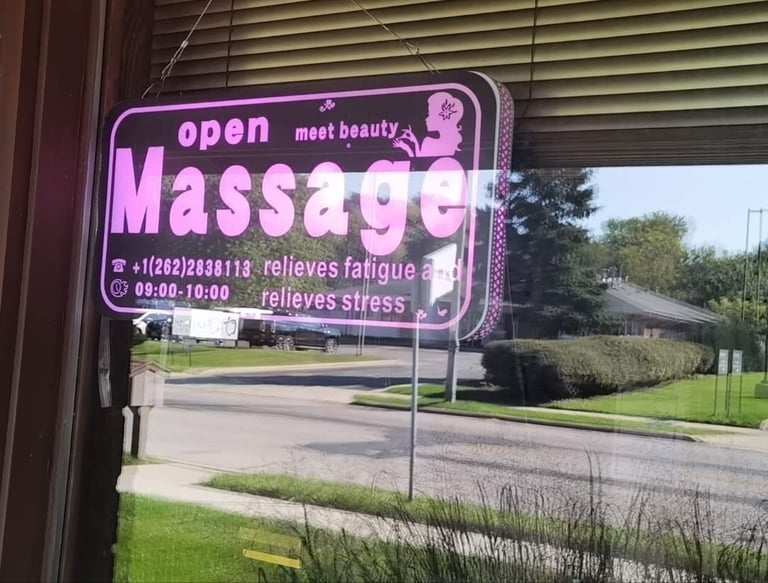 open meet beauty
Massage
+1(262)2838113 relieves fatigue and
09:00-10:00 relieves stress